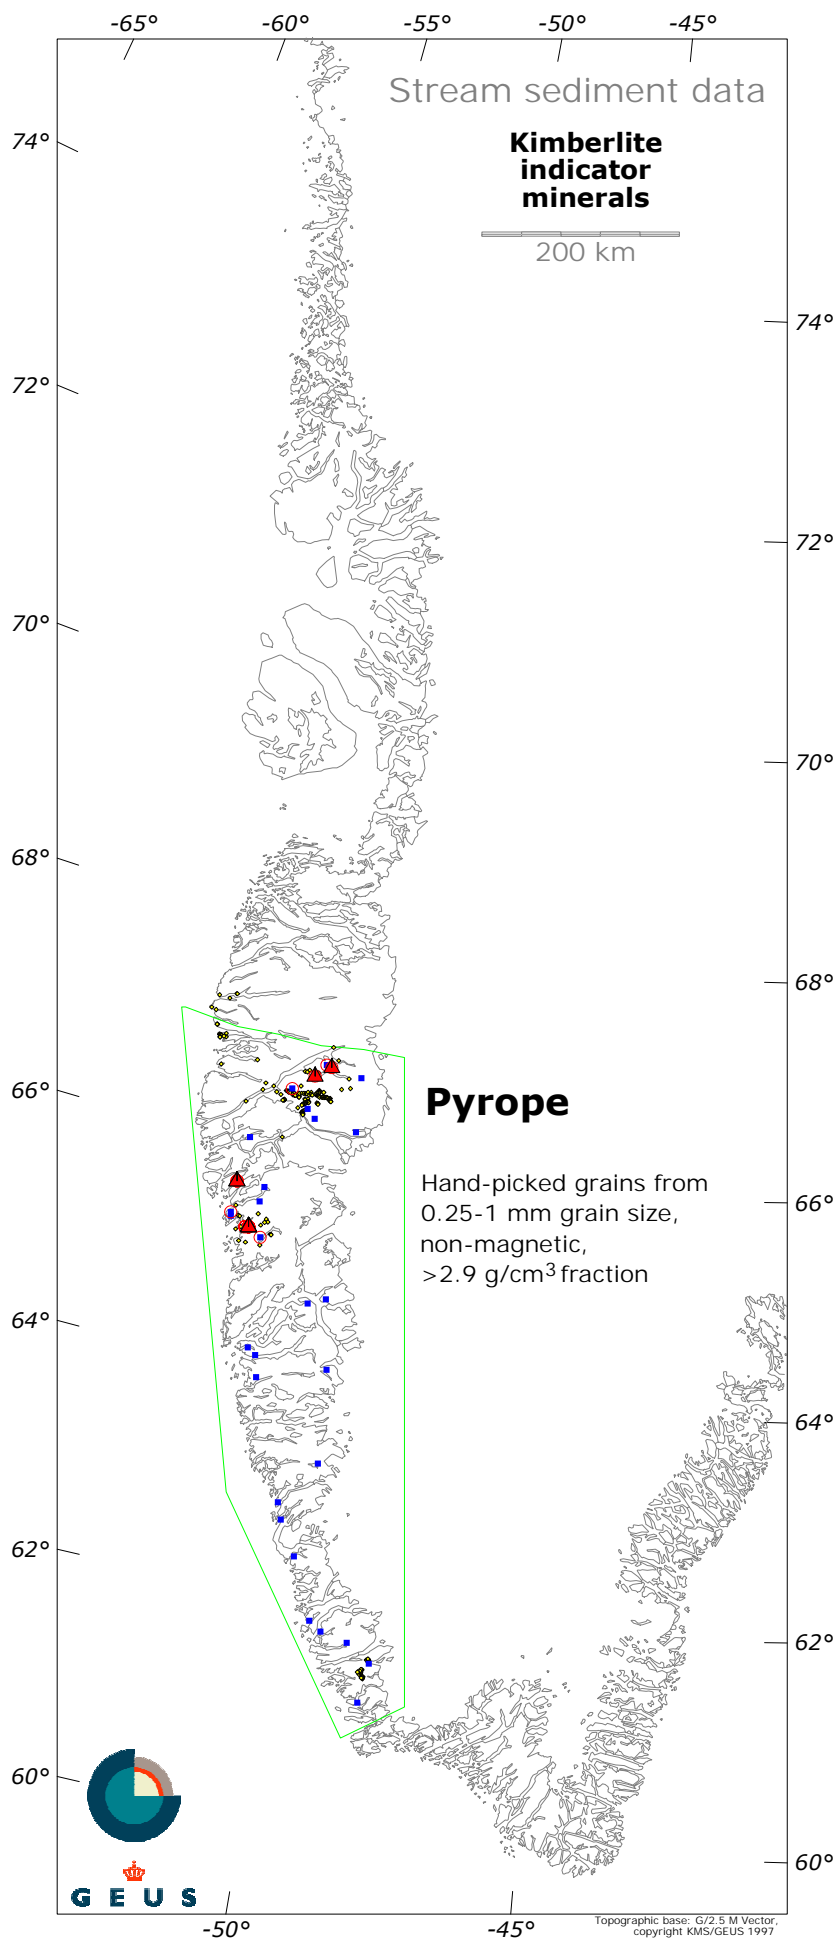 -65° -60° -55° -50° -45°
Stream sediment data
Kimberlite
indicator
minerals
200 km
74°
74°
72°
72°
70°
70°
68°
68°
66°
Pyrope
Hand-picked grains from
66°
0.25-1 mm grain size,
non-magnetic,
>2.9 g/cm³ fraction
64°
64°
62°
62°
60°
60°
GEUS
Topographic base: G/2.5 M Vector,
copyright KMS/GEUS 1997
-50° -45°